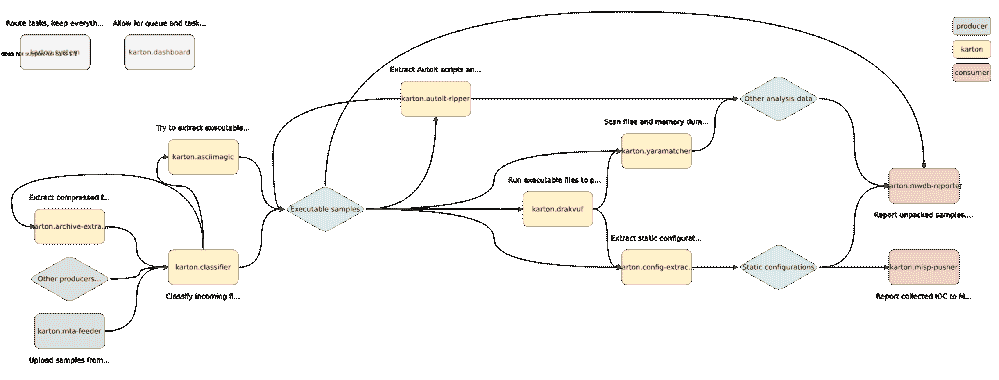 Route tasks, keep everyth...
Allow for queue and task...
karton.system
karton.dashboard
producer
karton
consumer
Extract AutoIt scripts an...
karton.autoit-ripper
Other analysis data
Try to extract executable...
karton.asciimagic
Scan files and memory dum...
karton.yaramatcher
Run executable files to p...
karton.drakvuf
karton.mwdb-reporter
Report unpacked samples....
Extract compressed f...
karton.archive-extra...
Executable samples
Extract static configurat...
karton.config-extrac...
Static configurations
karton.misp-pusher
Report collected IOC to M...
Other producers...
karton.classifier
Classify incoming fi...
karton.mta-feeder
Upload samples from...